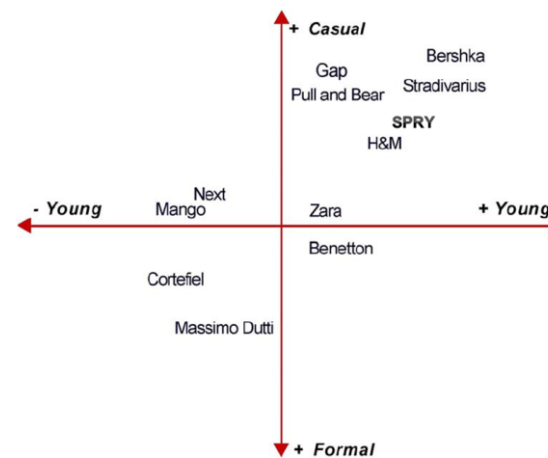 + Casual
Bershka
Gap
Stradivarius
Pull and Bear
SPRY
H&M
Next
- Young
Mango
Zara
+ Young
Benetton
Cortefiel
Massimo Dutti
+ Formal